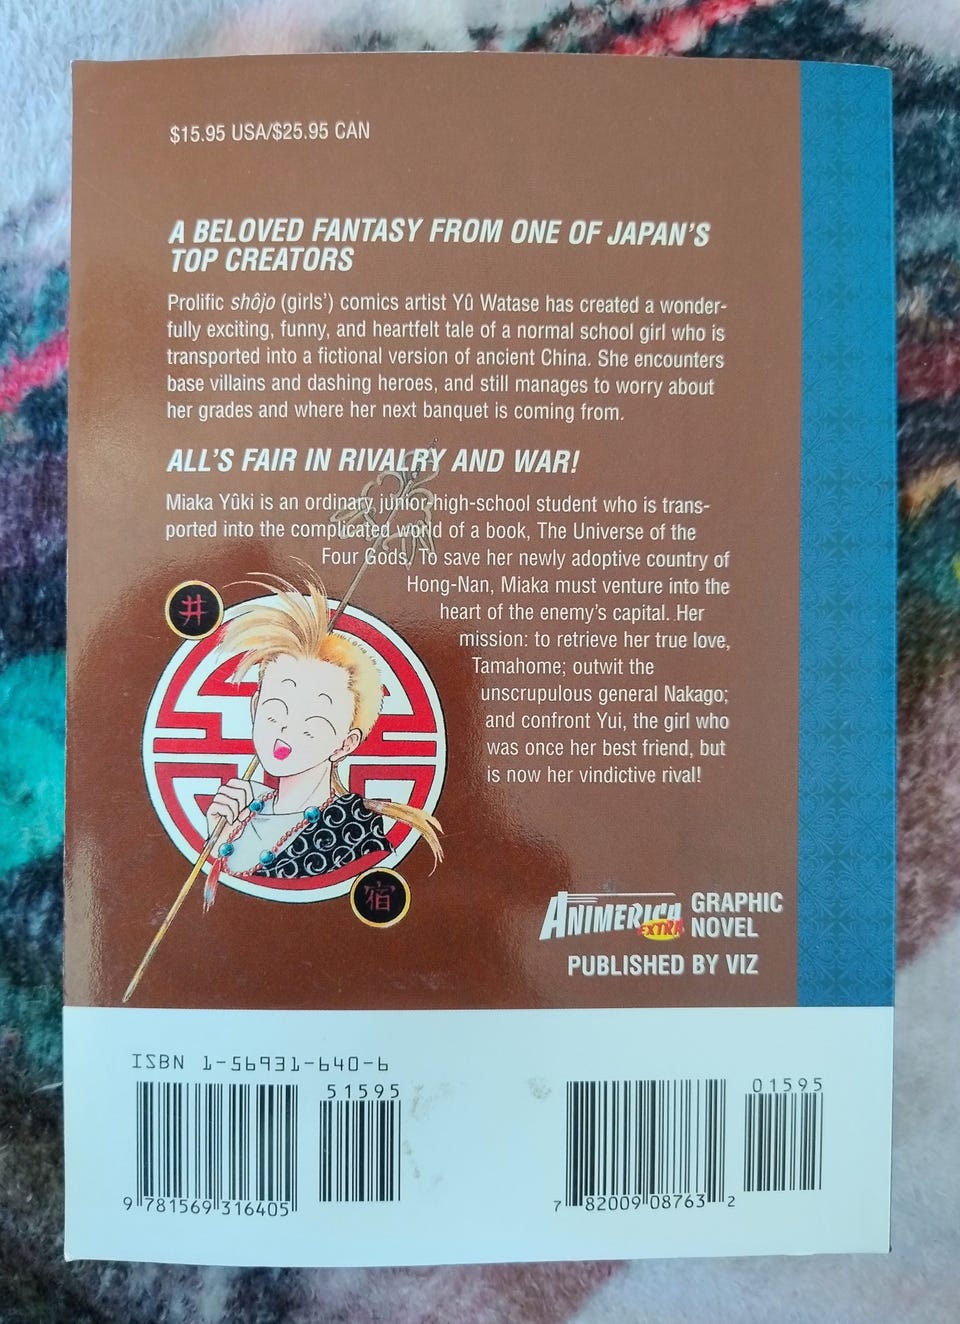 $15.95 USA/$25.95 CAN
A BELOVED FANTASY FROM ONE OF JAPAN'S
TOP CREATORS
Prolific shôjo (girls') comics artist Yû Watase has created a wonder-
fully exciting, funny, and heartfelt tale of a normal school girl who is
transported into a fictional version of ancient China. She encounters
base villains and dashing heroes, and still manages to worry about
her grades and where her next banquet is coming from.
ALL'S FAIR IN RIVALRY AND WAR!
Miaka Yûki is an ordinary junior-high-school student who is trans-
ported into the complicated world of a book, The Universe of the
Four Gods. To save her newly adoptive country of
Hong-Nan, Miaka must venture into the
heart of the enemy's capital. Her
mission: to retrieve her true love,
Tamahome; outwit the
unscrupulous general Nakago;
and confront Yui, the girl who
was once her best friend, but
is now her vindictive rival!
井
宿
ANIMERICA
EXTRA
GRAPHIC
NOVEL
PUBLISHED BY VIZ
ISBN 1-56931-640-6
51595
9 781569 316405
01595
7 82009 08763 2